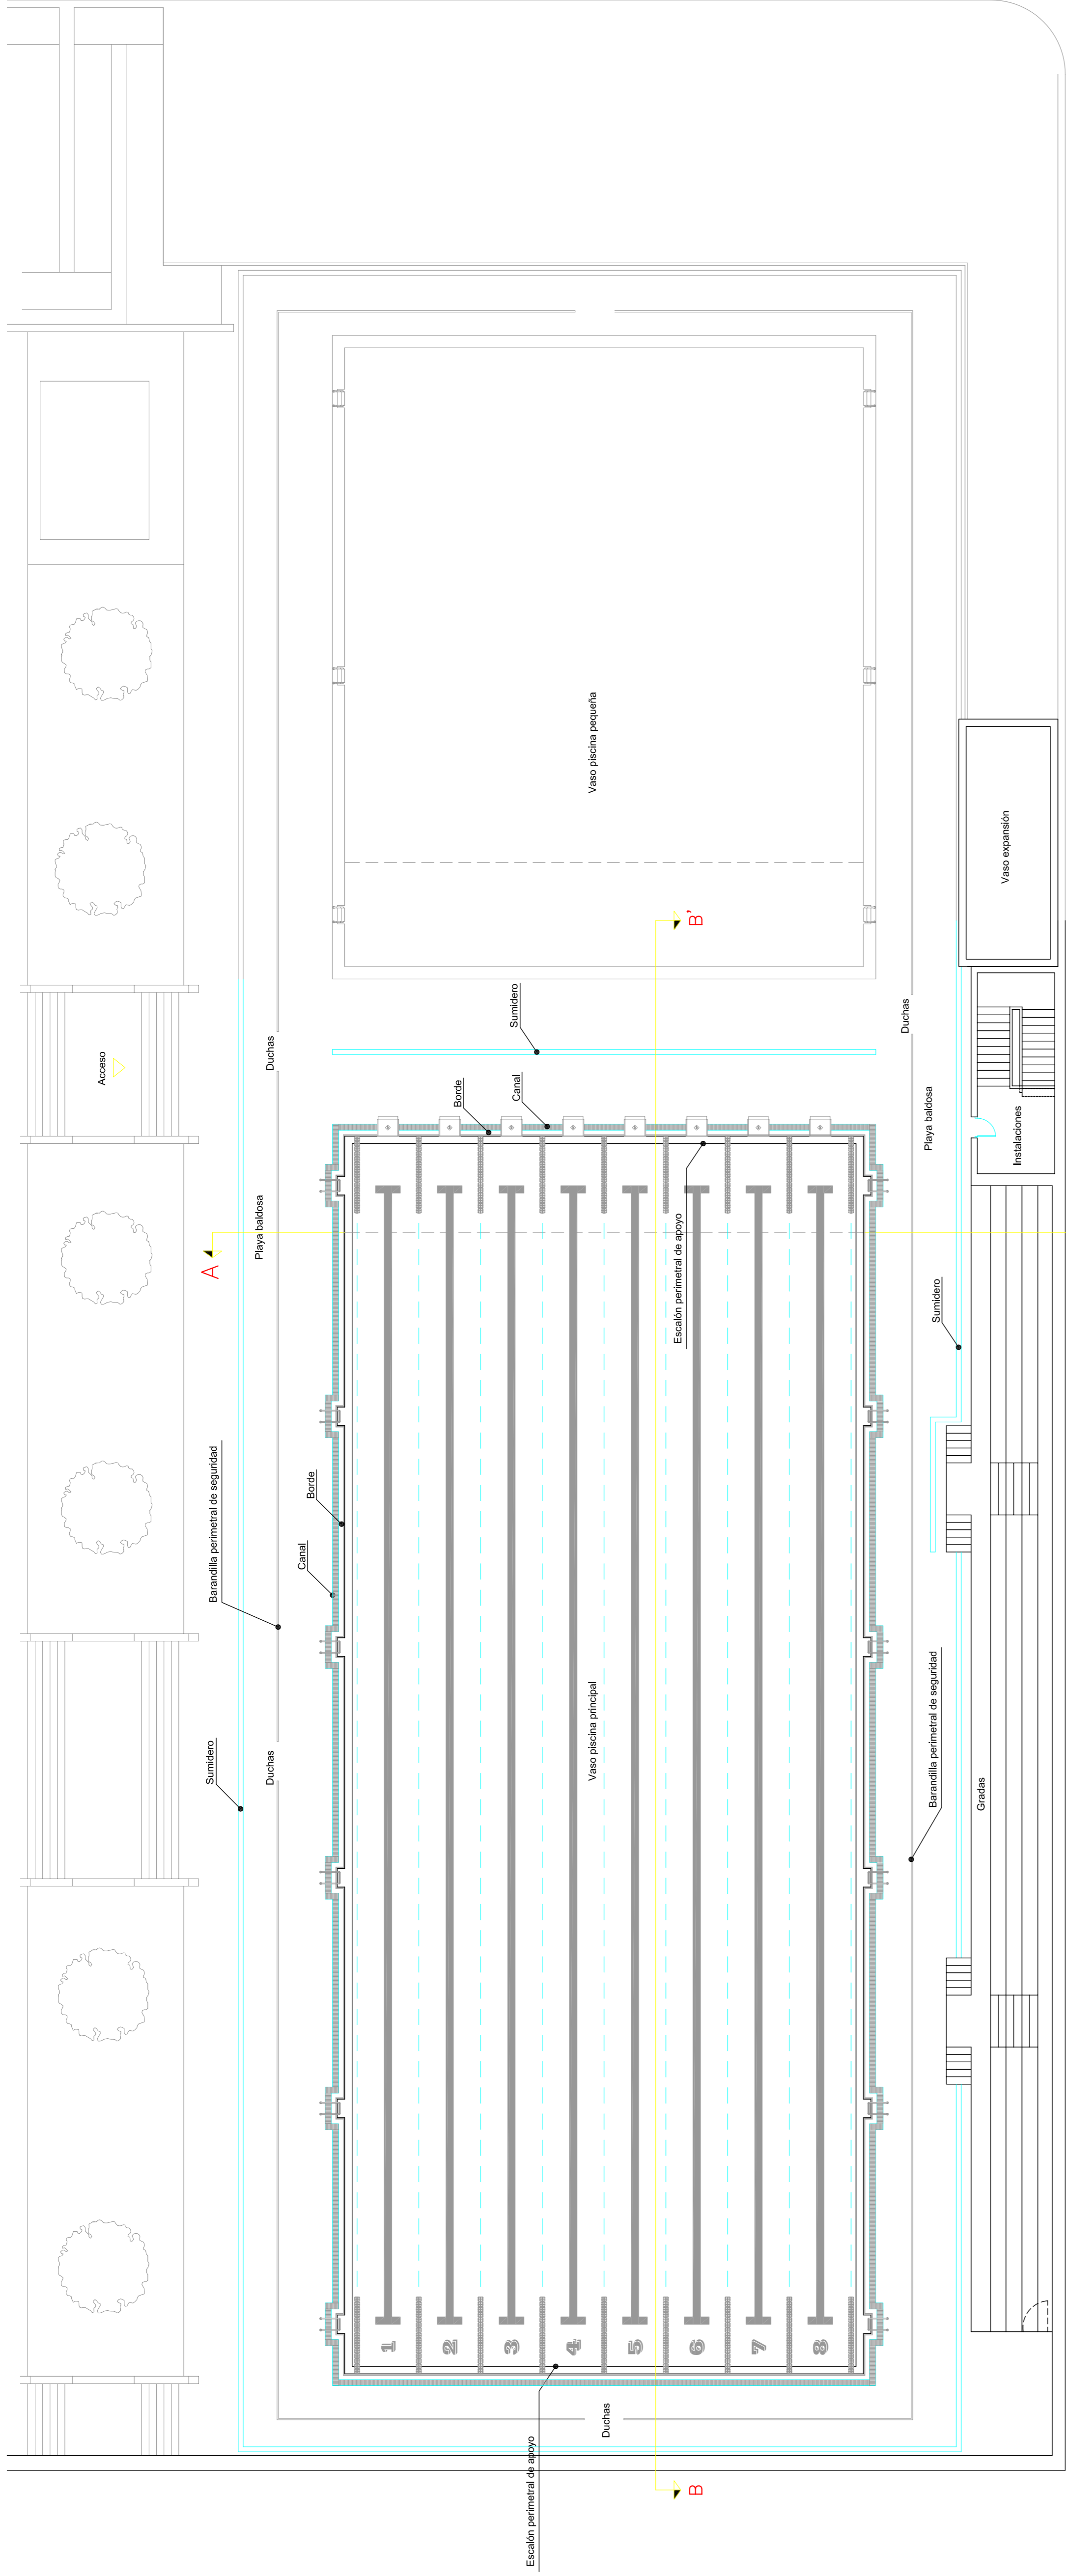 Acceso
Playa baldosa
Duchas
A
Barandilla perimetral de seguridad
Sumidero
Duchas
Borde
Canal
Borde
Canal
Sumidero
Vaso piscina pequeña
B'
Escalón perimetral de apoyo
Vaso piscina principal
1
2
3
4
5
6
7
8
Escalón perimetral de apoyo
Duchas
B
Duchas
Playa baldosa
Sumidero
Barandilla perimetral de seguridad
Gradas
Instalaciones
Vaso expansión